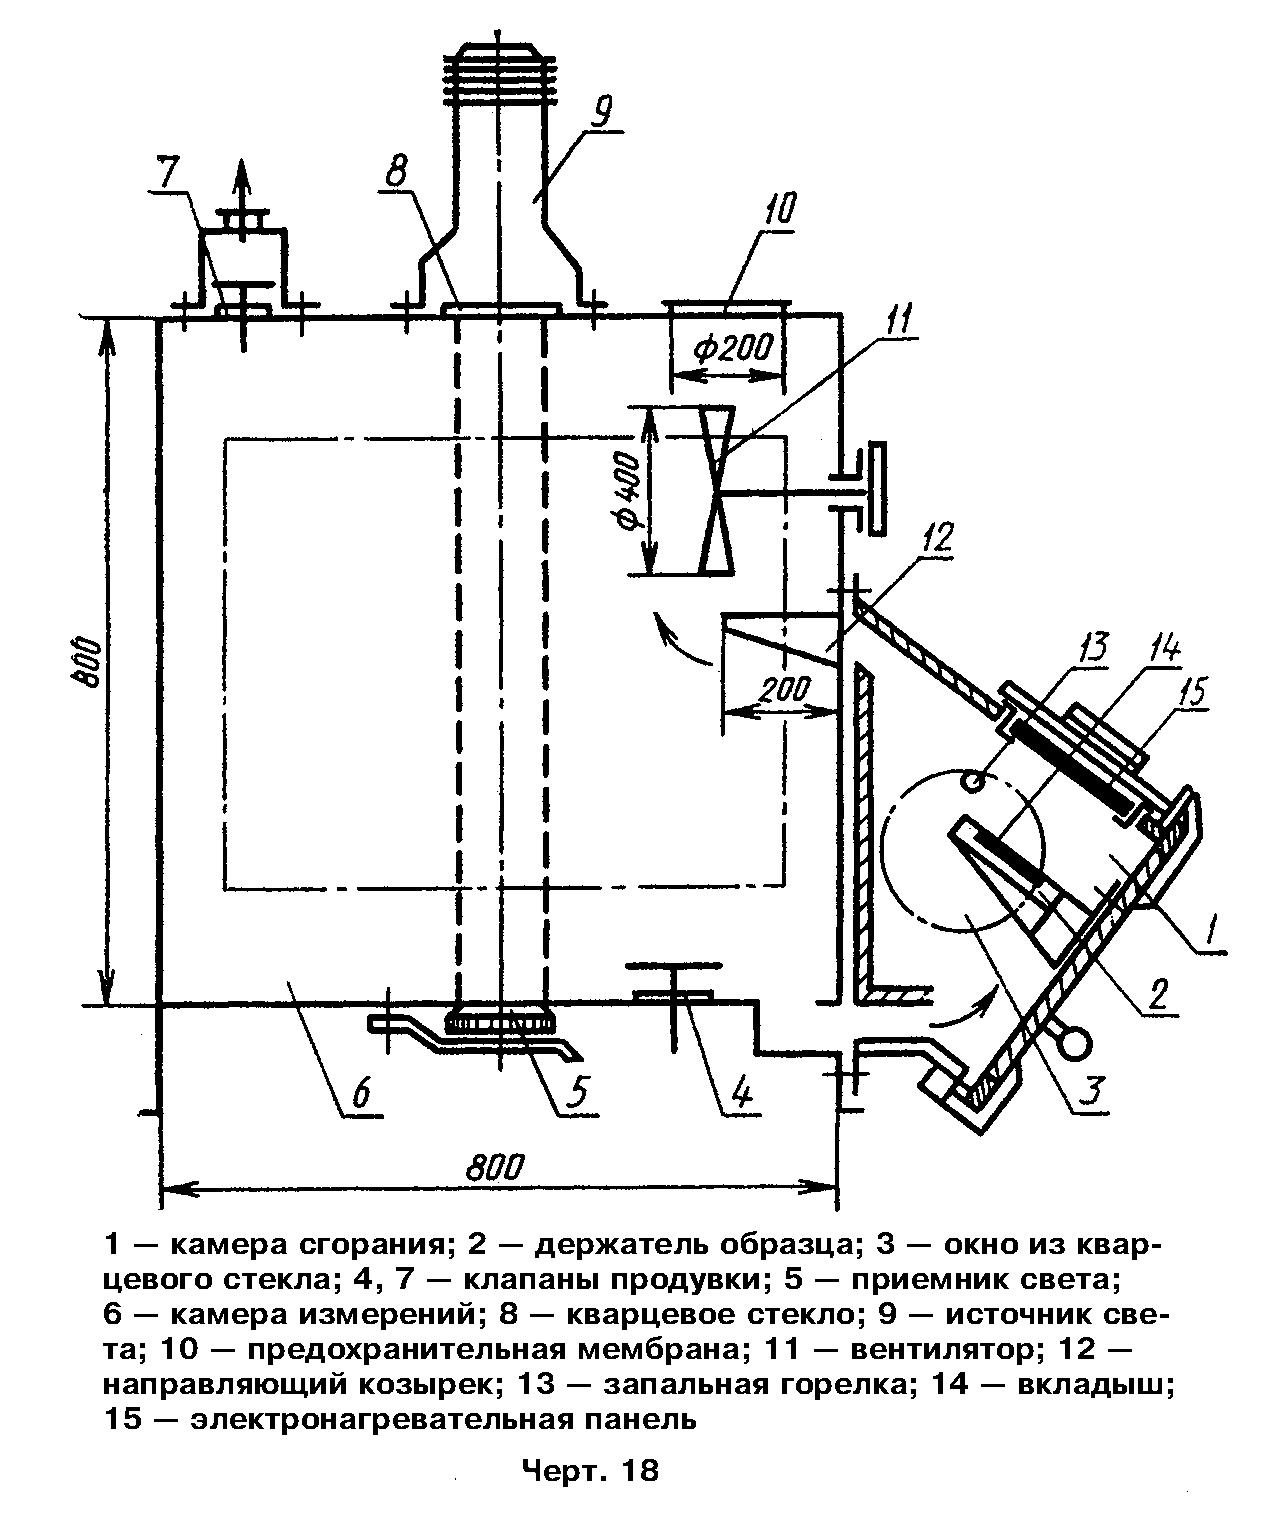 9
7
8
10
11
ф200
ф400
12
800
13
14
200
15
1
2
6
5
4
3
800
1 — камера сгорания; 2 — держатель образца; 3 — окно из квар-
цевого стекла; 4, 7 — клапаны продувки; 5 — приемник света;
6 — камера измерений; 8 — кварцевое стекло; 9 — источник све-
та; 10 — предохранительная мембрана; 11 — вентилятор; 12 —
направляющий козырек; 13 — запальная горелка; 14 — вкладыш;
15 — электронагревательная панель
Черт. 18